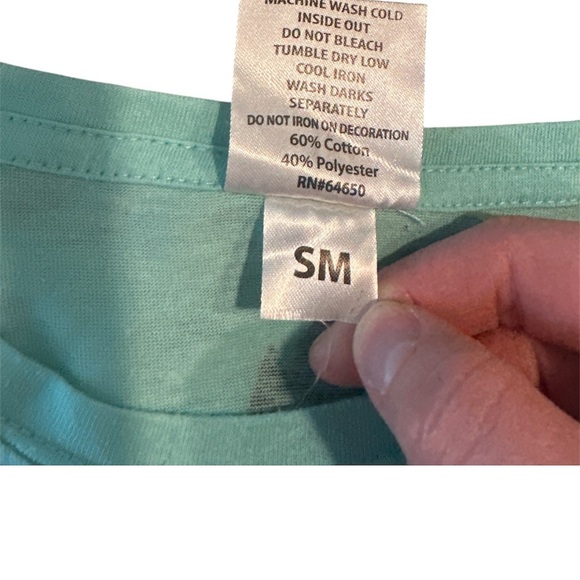 MACHINE WASH COLD
INSIDE OUT
DO NOT BLEACH
TUMBLE DRY LOW
COOL IRON
WASH DARKS
SEPARATELY
DO NOT IRON ON DECORATION
60% Cotton
40% Polyester
RN#64650
SM